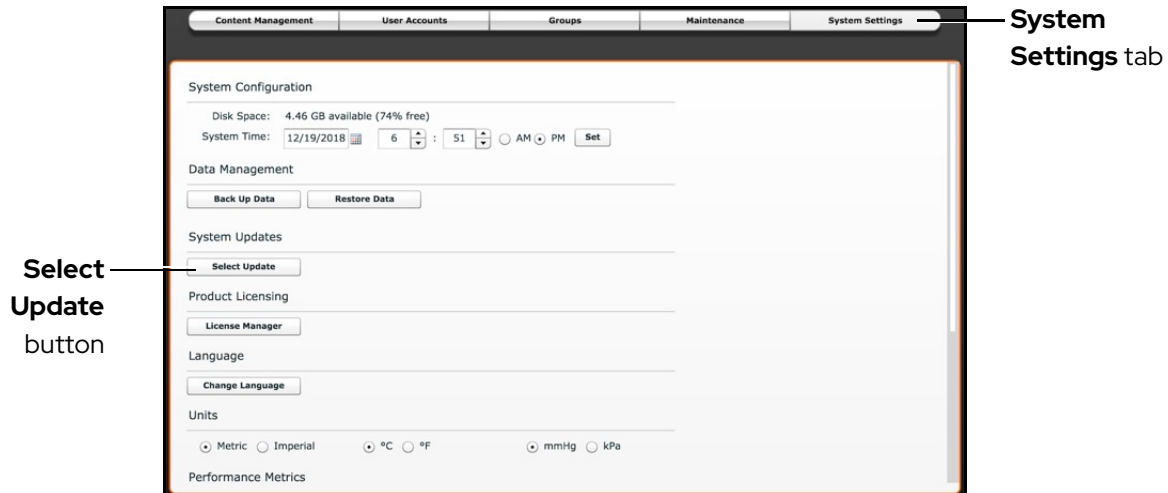 Content Management User Accounts Groups Maintenance System Settings
System
Settings tab
System Configuration
Disk Space: 4.46 GB available (74% free)
System Time: 12/19/2018 6 : 51 AM PM Set
Data Management
Back Up Data Restore Data
System Updates
Select
Update
button
Select Update
Product Licensing
License Manager
Language
Change Language
Units
Metric Imperial °C °F mmHg kPa
Performance Metrics